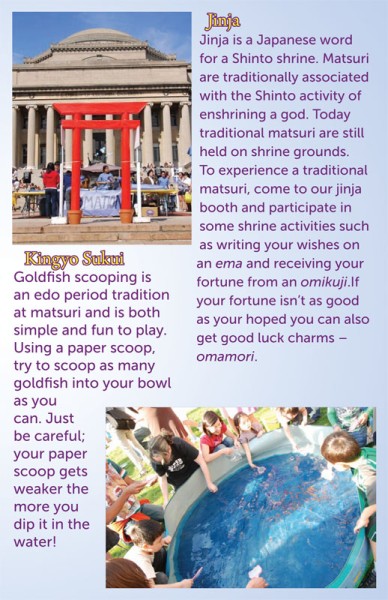 Jinja
Jinja is a Japanese word
for a Shinto shrine. Matsuri
are traditionally associated
with the Shinto activity of
enshrining a god. Today
traditional matsuri are still
held on shrine grounds.
To experience a traditional
matsuri, come to our jinja
booth and participate in
some shrine activities such
as writing your wishes on
an ema and receiving your
fortune from an omikuji.If
your fortune isn't as good
as your hoped you can also
get good luck charms –
omamori.
Kingyo Sukui
Goldfish scooping is
an edo period tradition
at matsuri and is both
simple and fun to play.
Using a paper scoop,
try to scoop as many
goldfish into your bowl
as you
can. Just
be careful;
your paper
scoop gets
weaker the
more you
dip it in the
water!